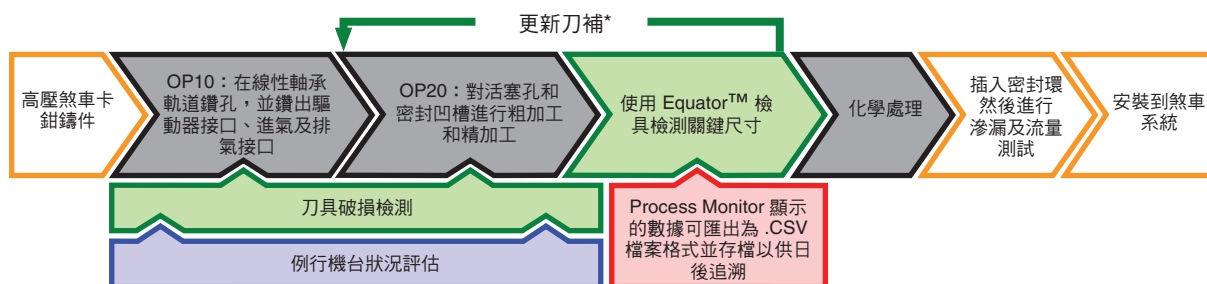 更新刀補*
高壓煞車卡
鉗鑄件
OP10：在線性軸承
軌道鑽孔，並鑽出驅
動器接口、進氣及排
氣接口
OP20：對活塞孔和
密封凹槽進行粗加工
和精加工
使用 Equator™ 檢
具檢測關鍵尺寸
化學處理
插入密封環
然後進行
滲漏及流量
測試
安裝到煞車
系統
刀具破損檢測
例行機台狀況評估
Process Monitor 顯示
的數據可匯出為 .CSV
檔案格式並存檔以供日
後追溯